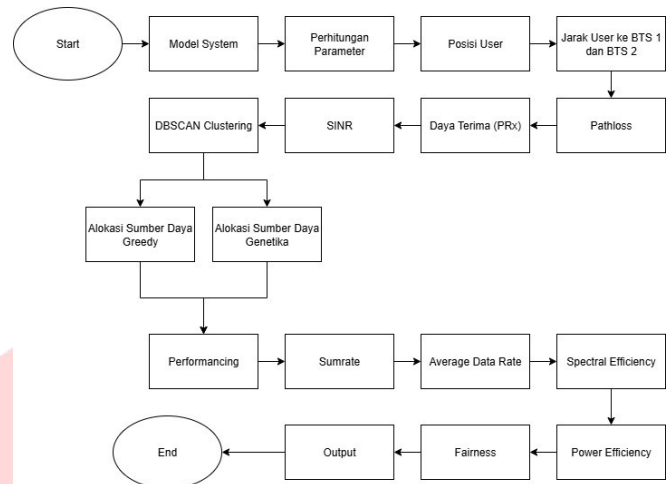 Start
Model System
Perhitungan
Parameter
Posisi User
Jarak User ke BTS 1
dan BTS 2
Pathloss
Daya Terima (PRx)
SINR
DBSCAN Clustering
Alokasi Sumber Daya
Greedy
Alokasi Sumber Daya
Genetika
Performancing
Sumrate
Average Data Rate
Spectral Efficiency
Power Efficiency
Fairness
Output
End